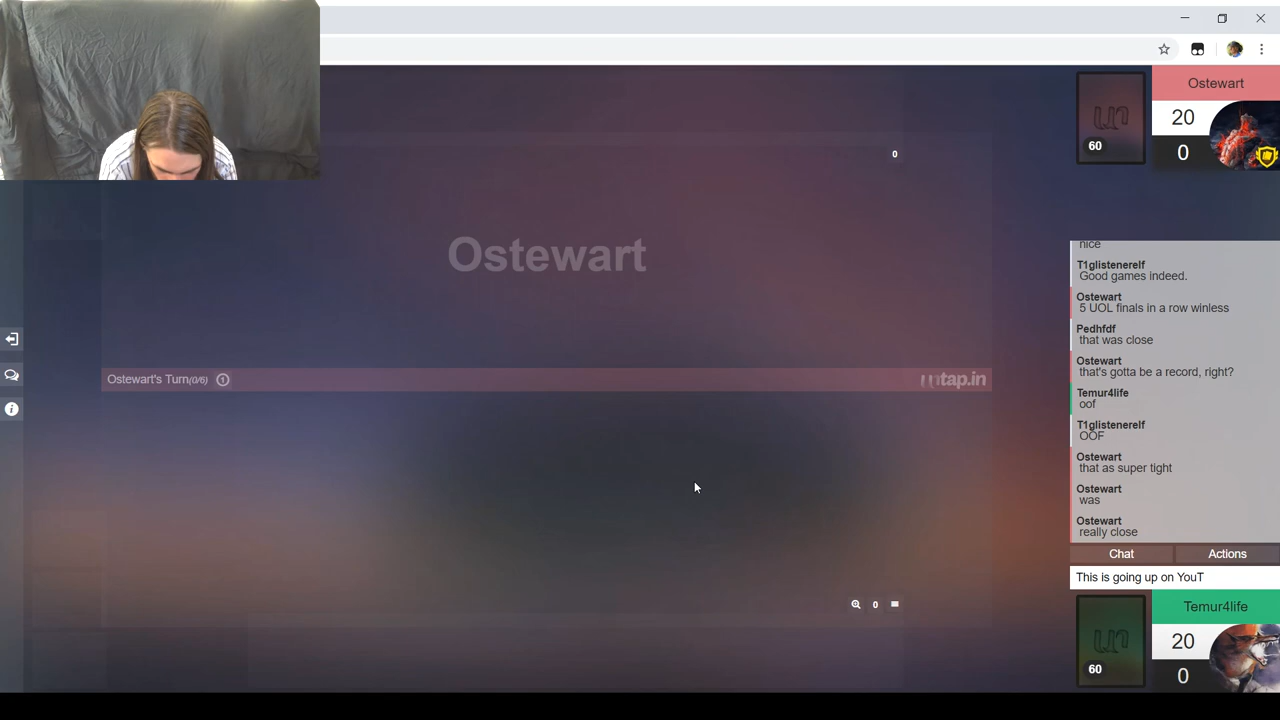 Ostewart
20
0
60
0
Ostewart
nice
T1glistenerelf
Good games indeed.
Ostewart
5 UOL finals in a row winless
Pedhfdf
that was close
Ostewart
that's gotta be a record, right?
Temur4life
oof
T1glistenerelf
OOF
Ostewart
that as super tight
Ostewart
was
Ostewart
really close
Ostewart's Turn(0/6) 1
untap.in
Chat Actions
This is going up on YouT
0
Temur4life
20
0
60